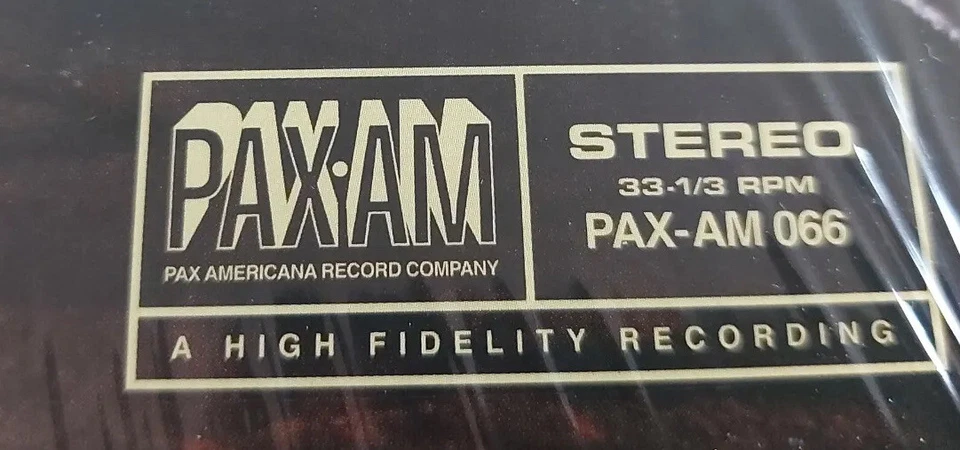 PAX·AM
PAX AMERICANA RECORD COMPANY
STEREO
33-1/3 RPM
PAX-AM 066
A HIGH FIDELITY RECORDING